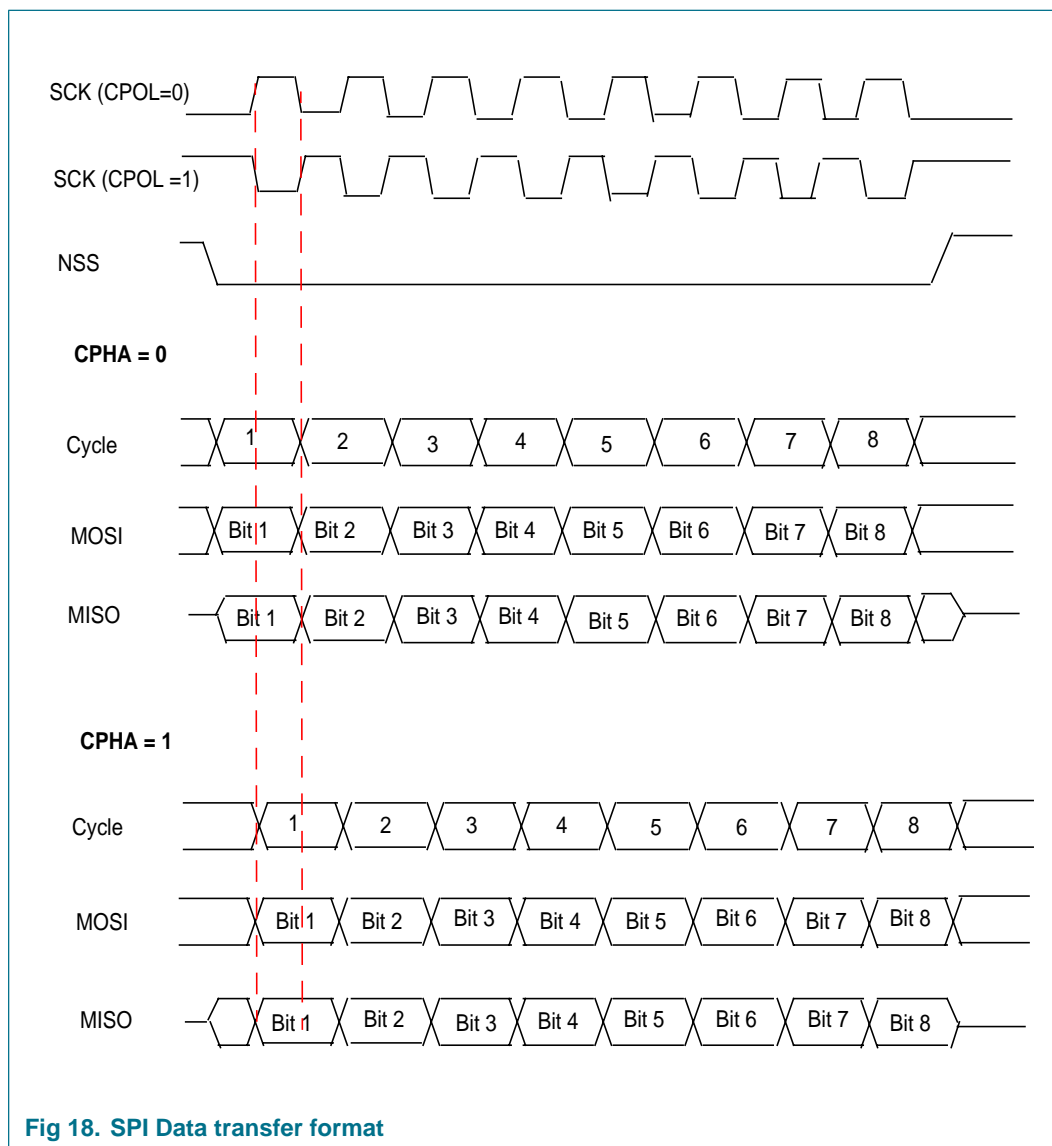 SCK (CPOL=0)
SCK (CPOL =1)
NSS
CPHA = 0
Cycle 1 2 3 4 5 6 7 8
MOSI Bit 1 Bit 2 Bit 3 Bit 4 Bit 5 Bit 6 Bit 7 Bit 8
MISO Bit 1 Bit 2 Bit 3 Bit 4 Bit 5 Bit 6 Bit 7 Bit 8
CPHA = 1
Cycle 1 2 3 4 5 6 7 8
MOSI Bit 1 Bit 2 Bit 3 Bit 4 Bit 5 Bit 6 Bit 7 Bit 8
MISO Bit 1 Bit 2 Bit 3 Bit 4 Bit 5 Bit 6 Bit 7 Bit 8
Fig 18. SPI Data transfer format